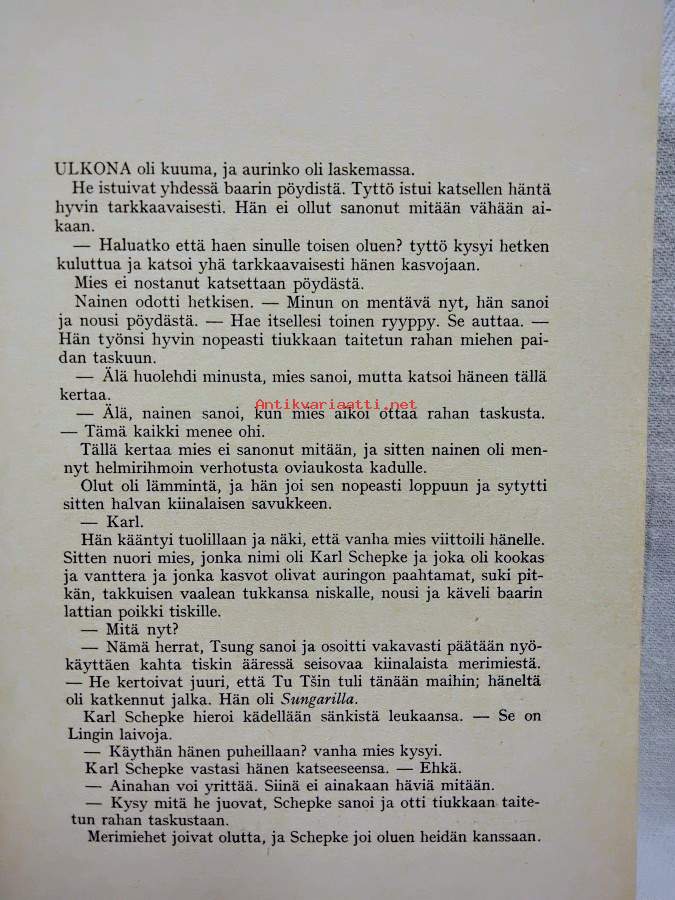 ULKONA oli kuuma, ja aurinko oli laskemassa.
He istuivat yhdessä baarin pöydistä. Tyttö istui katsellen häntä
hyvin tarkkaavaisesti. Hän ei ollut sanonut mitään vähään ai-
kaan.
— Haluatko että haen sinulle toisen oluen? tyttö kysyi hetken
kuluttua ja katsoi yhä tarkkaavaisesti hänen kasvojaan.
Mies ei nostanut katsettaan pöydästä.
Nainen odotti hetkisen. — Minun on mentävä nyt, hän sanoi
ja nousi pöydästä. — Hae itsellesi toinen ryyppy. Se auttaa. —
Hän työnsi hyvin nopeasti tiukkaan taitetun rahan miehen pai-
dan taskuun.
— Älä huolehdi minusta, mies sanoi, mutta katsoi häneen tällä
kertaa.
Antikvariaatti.net
— Älä, nainen sanoi, kun mies aikoi ottaa rahan taskusta.
— Tämä kaikki menee ohi.
Tällä kertaa mies ei sanonut mitään, ja sitten nainen oli men-
nyt helmirihmoin verhotusta oviaukosta kadulle.
Olut oli lämmintä, ja hän joi sen nopeasti loppuun ja sytytti
sitten halvan kiinalaisen savukkeen.
— Karl.
Hän kääntyi tuolillaan ja näki, että vanha mies viittoili hänelle.
Sitten nuori mies, jonka nimi oli Karl Schepke ja joka oli kookas
ja vanttera ja jonka kasvot olivat auringon paahtamat, suki pit-
kän, takkuisen vaalean tukkansa niskalle, nousi ja käveli baarin
lattian poikki tiskille.
— Mitä nyt?
— Nämä herrat, Tsung sanoi ja osoitti vakavasti päätään nyö-
käyttäen kahta tiskin ääressä seisovaa kiinalaista merimiestä.
— He kertoivat juuri, että Tu Tšin tuli tänään maihin; häneltä
oli katkennut jalka. Hän oli Sungarilla.
Karl Schepke hieroi kädellään sänkistä leukaansa. — Se on
Lingin laivoja.
— Käythän hänen puheillaan? vanha mies kysyi.
Karl Schepke vastasi hänen katseeseensa. — Ehkä.
— Ainahan voi yrittää. Siinä ei ainakaan häviä mitään.
— Kysy mitä he juovat, Schepke sanoi ja otti tiukkaan taite-
tun rahan taskustaan.
Merimiehet joivat olutta, ja Schepke joi oluen heidän kanssaan.